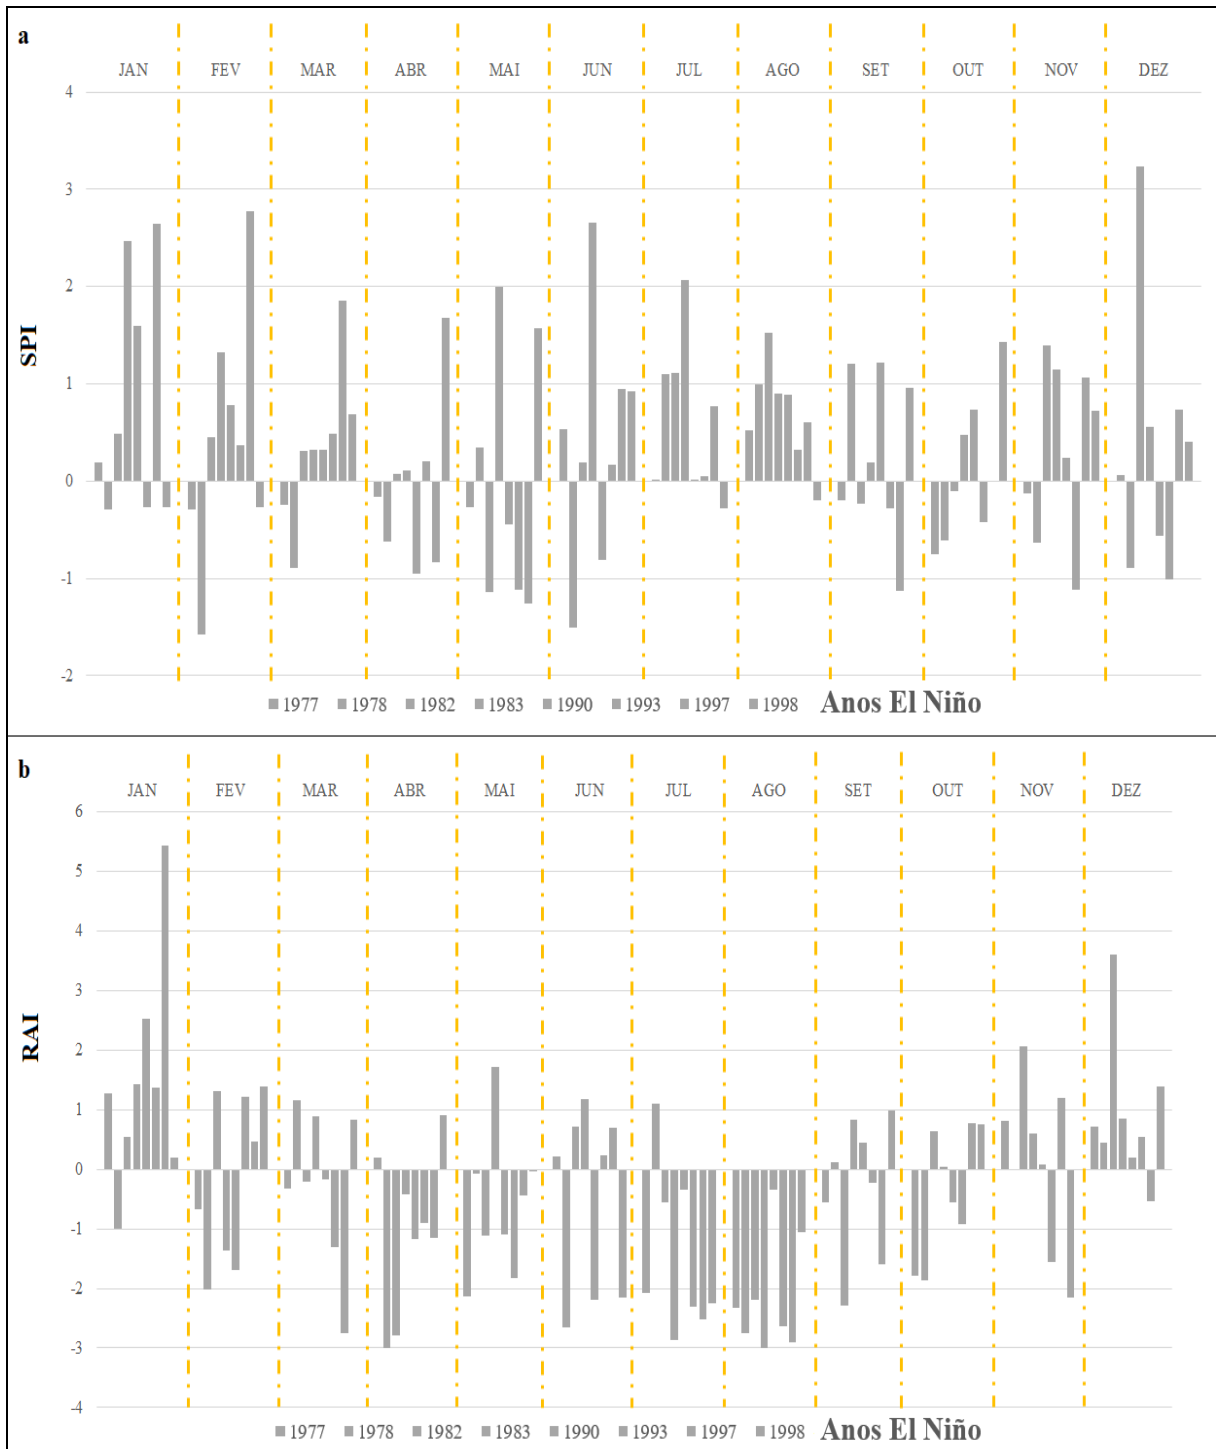 a
JAN FEV MAR ABR MAI JUN JUL AGO SET OUT NOV DEZ
4
3
2
1
0
-1
-2
SPI
1977 1978 1982 1983 1990 1993 1997 1998 Anos El Niño
b
JAN FEV MAR ABR MAI JUN JUL AGO SET OUT NOV DEZ
6
5
4
3
2
1
0
-1
-2
-3
-4
RAI
1977 1978 1982 1983 1990 1993 1997 1998 Anos El Niño